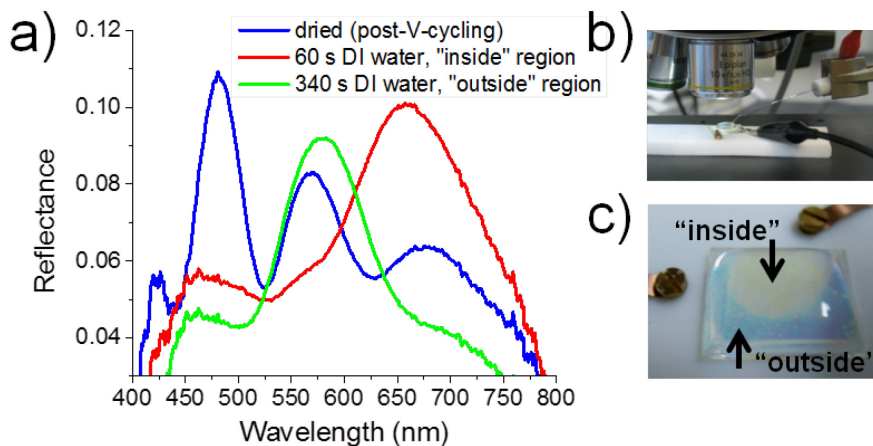 a)
dried (post-V-cycling)
60 s DI water, "inside" region
340 s DI water, "outside" region
Reflectance
0.12
0.10
0.08
0.06
0.04
400 450 500 550 600 650 700 750 800
Wavelength (nm)
b)
Epiplan
c)
“inside”
“outside”